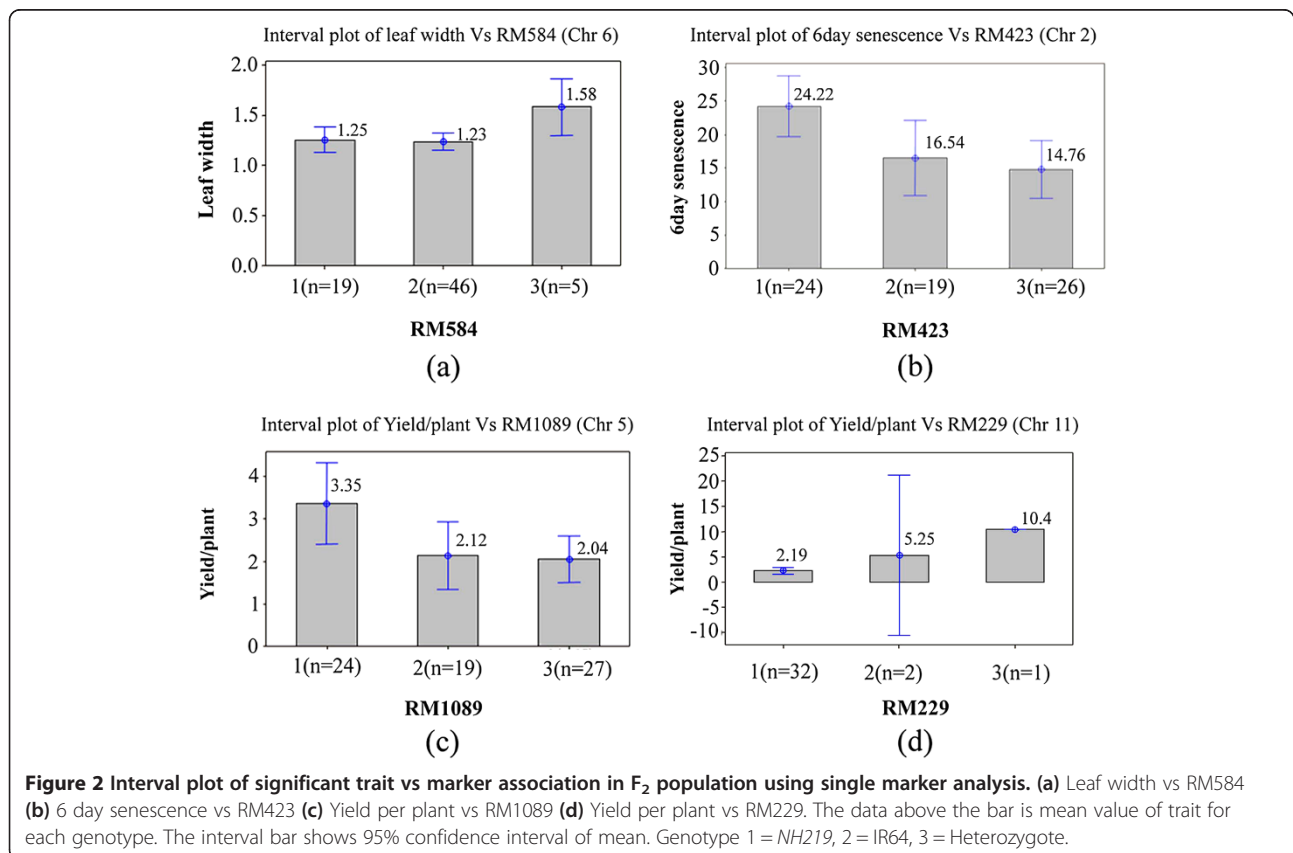 Interval plot of leaf width Vs RM584 (Chr 6)
2.0
1.5
1.0
0.5
0.0
Leaf width
1.25
1.23
1.58
1(n=19) 2(n=46) 3(n=5)
RM584
(a)
Interval plot of 6day senescence Vs RM423 (Chr 2)
30
25
20
15
10
5
0
6day senescence
24.22
16.54
14.76
1(n=24) 2(n=19) 3(n=26)
RM423
(b)
Interval plot of Yield/plant Vs RM1089 (Chr 5)
4
3
2
1
0
Yield/plant
3.35
2.12
2.04
1(n=24) 2(n=19) 3(n=27)
RM1089
(c)
Interval plot of Yield/plant Vs RM229 (Chr 11)
25
20
15
10
5
0
-5
-10
Yield/plant
2.19
5.25
10.4
1(n=32) 2(n=2) 3(n=1)
RM229
(d)
Figure 2 Interval plot of significant trait vs marker association in F₂ population using single marker analysis. (a) Leaf width vs RM584
(b) 6 day senescence vs RM423 (c) Yield per plant vs RM1089 (d) Yield per plant vs RM229. The data above the bar is mean value of trait for
each genotype. The interval bar shows 95% confidence interval of mean. Genotype 1 = NH219, 2 = IR64, 3 = Heterozygote.